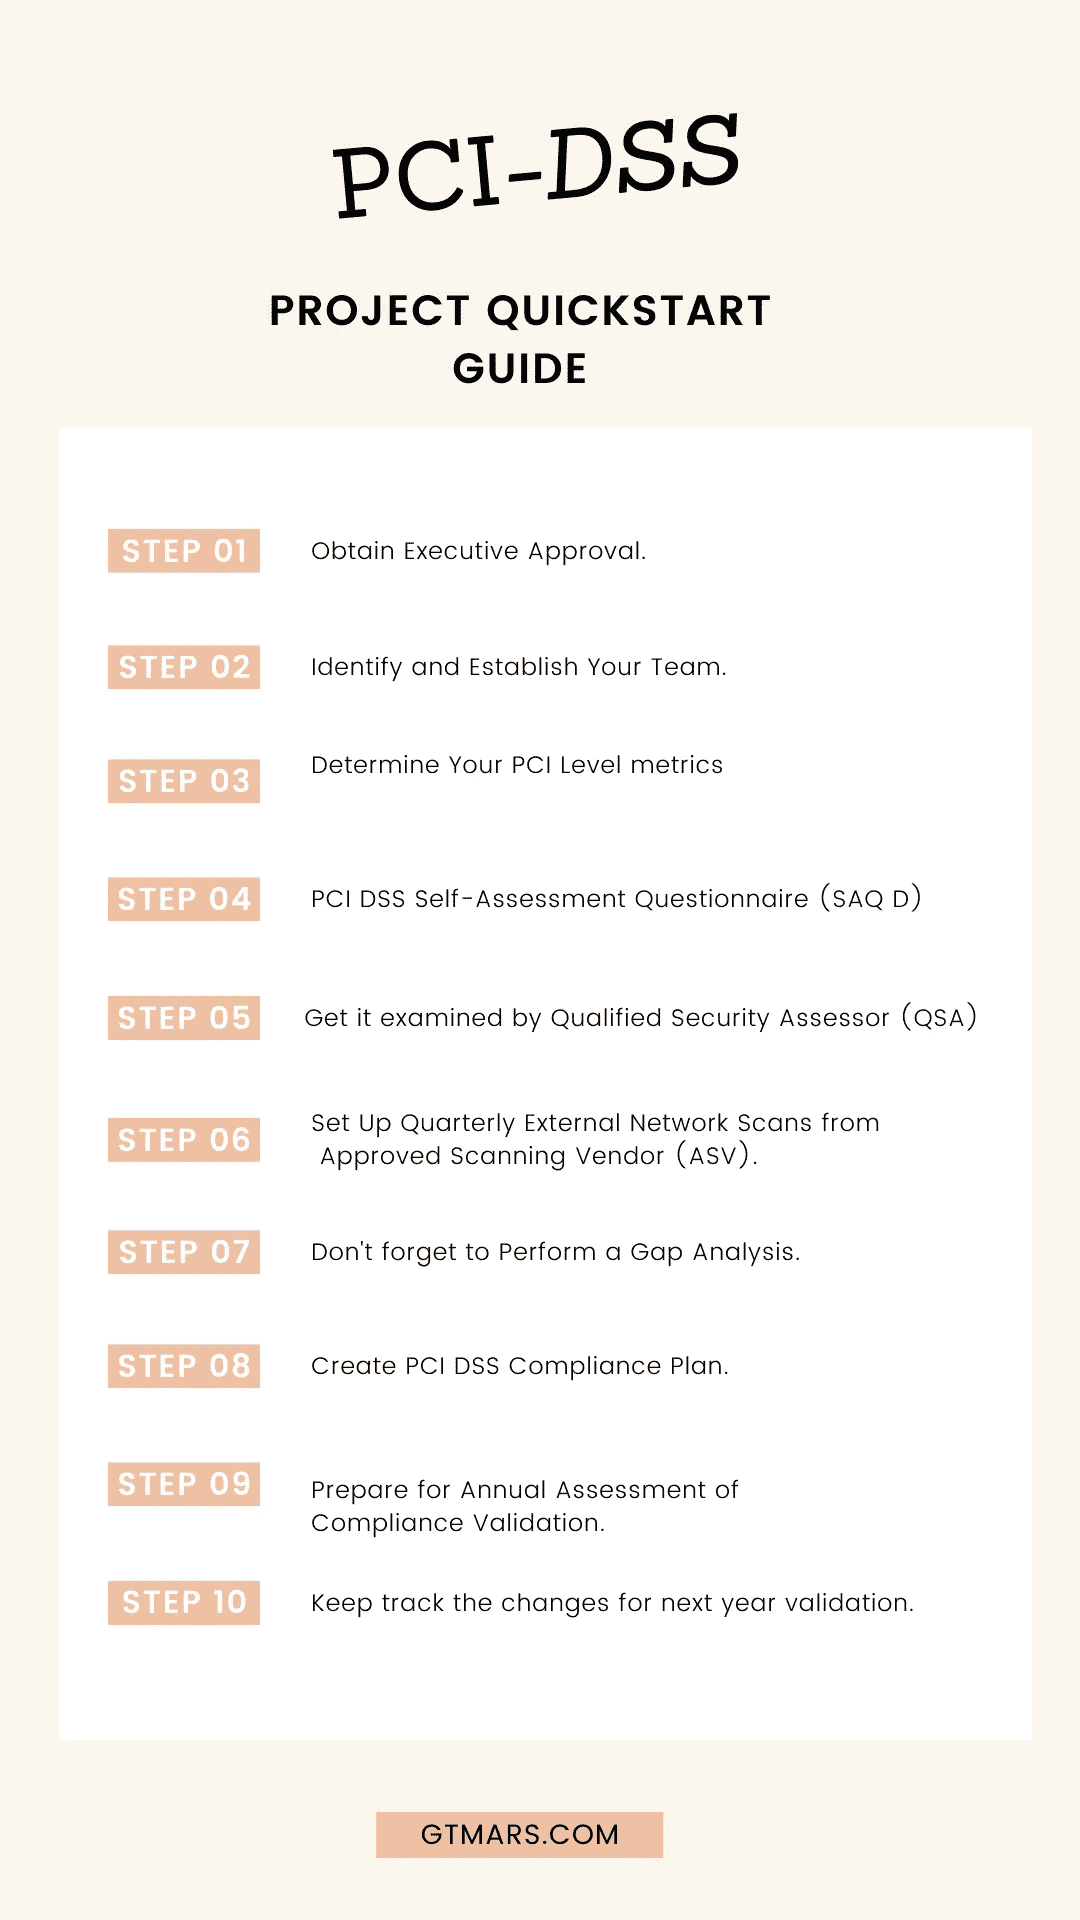 PCI-DSS
PROJECT QUICKSTART
GUIDE
STEP 01
Obtain Executive Approval.
STEP 02
Identify and Establish Your Team.
STEP 03
Determine Your PCI Level metrics
STEP 04
PCI DSS Self-Assessment Questionnaire (SAQ D)
STEP 05
Get it examined by Qualified Security Assessor (QSA)
STEP 06
Set Up Quarterly External Network Scans from
Approved Scanning Vendor (ASV).
STEP 07
Don't forget to Perform a Gap Analysis.
STEP 08
Create PCI DSS Compliance Plan.
STEP 09
Prepare for Annual Assessment of
Compliance Validation.
STEP 10
Keep track the changes for next year validation.
GTMARS.COM